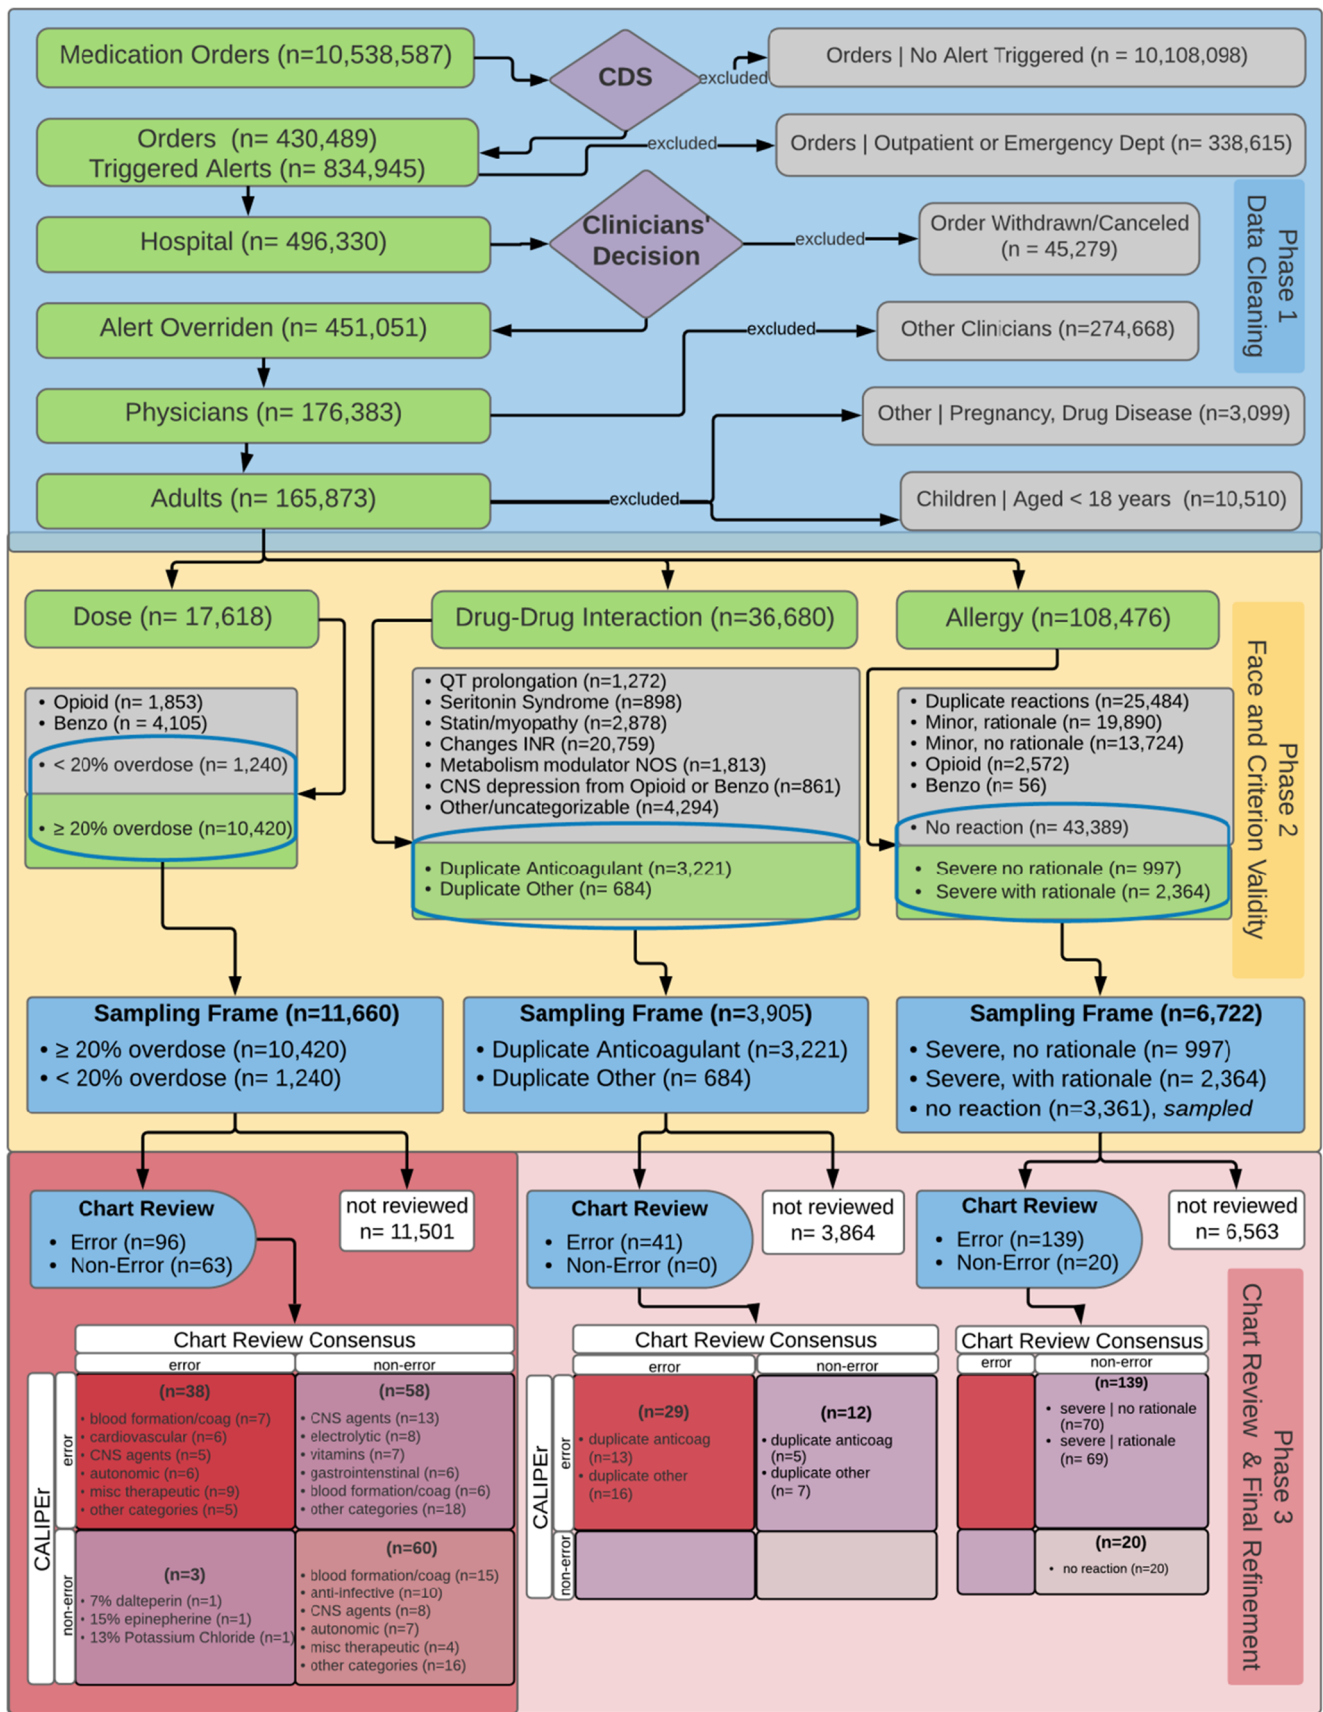 Medication Orders (n=10,538,587)
CDS
excluded
Orders | No Alert Triggered (n = 10,108,098)
Orders  (n= 430,489)
Triggered Alerts (n= 834,945)
excluded
Orders | Outpatient or Emergency Dept (n= 338,615)
Hospital (n= 496,330)
Clinicians'
Decision
excluded
Order Withdrawn/Canceled
(n = 45,279)
Alert Overriden (n= 451,051)
excluded
Other Clinicians (n=274,668)
Physicians (n= 176,383)
Other | Pregnancy, Drug Disease (n=3,099)
Adults (n= 165,873)
excluded
Children | Aged < 18 years  (n=10,510)
Phase 1
Data Cleaning
Dose (n= 17,618)
Drug-Drug Interaction (n=36,680)
Allergy (n=108,476)
• Opioid (n= 1,853)
• Benzo (n = 4,105)
• < 20% overdose (n= 1,240)
• ≥ 20% overdose (n=10,420)
• QT prolongation (n=1,272)
• Seritonin Syndrome (n=898)
• Statin/myopathy (n=2,878)
• Changes INR (n=20,759)
• Metabolism modulator NOS (n=1,813)
• CNS depression from Opioid or Benzo (n=861)
• Other/uncategorizable (n=4,294)
• Duplicate Anticoagulant (n=3,221)
• Duplicate Other (n= 684)
• Duplicate reactions (n=25,484)
• Minor, rationale (n= 19,890)
• Minor, no rationale (n=13,724)
• Opioid (n=2,572)
• Benzo (n= 56)
• No reaction (n= 43,389)
• Severe no rationale (n= 997)
• Severe with rationale (n= 2,364)
Phase 2
Face and Criterion Validity
Sampling Frame (n=11,660)
• ≥ 20% overdose (n=10,420)
• < 20% overdose (n= 1,240)
Sampling Frame (n=3,905)
• Duplicate Anticoagulant (n=3,221)
• Duplicate Other (n= 684)
Sampling Frame (n=6,722)
• Severe, no rationale (n= 997)
• Severe, with rationale (n= 2,364)
• no reaction (n=3,361), sampled
Chart Review
• Error (n=96)
• Non-Error (n=63)
not reviewed
n= 11,501
Chart Review
• Error (n=41)
• Non-Error (n=0)
not reviewed
n= 3,864
Chart Review
• Error (n=139)
• Non-Error (n=20)
not reviewed
n= 6,563
Chart Review Consensus
error
non-error
CALIPEr
error
non-error
(n=38)
• blood formation/coag (n=7)
• cardiovascular (n=6)
• CNS agents (n=5)
• autonomic (n=6)
• misc therapeutic (n=9)
• other categories (n=5)
(n=58)
• CNS agents (n=13)
• electrolytic (n=8)
• vitamins (n=7)
• gastrointenstinal (n=6)
• blood formation/coag (n=6)
• other categories (n=18)
(n=3)
• 7% dalteperin (n=1)
• 15% epinepherine (n=1)
• 13% Potassium Chloride (n=1)
(n=60)
• blood formation/coag (n=15)
• anti-infective (n=10)
• CNS agents (n=8)
• autonomic (n=7)
• misc therapeutic (n=4)
• other categories (n=16)
Chart Review Consensus
error
non-error
CALIPEr
error
non-error
(n=29)
• duplicate anticoag
(n=13)
• duplicate other
(n=16)
(n=12)
• duplicate anticoag
(n=5)
• duplicate other
(n= 7)
Chart Review Consensus
error
non-error
(n=139)
• severe | no rationale
(n=70)
• severe | rationale
(n= 69)
(n=20)
• no reaction (n=20)
Phase 3
Chart Review  & Final Refinement